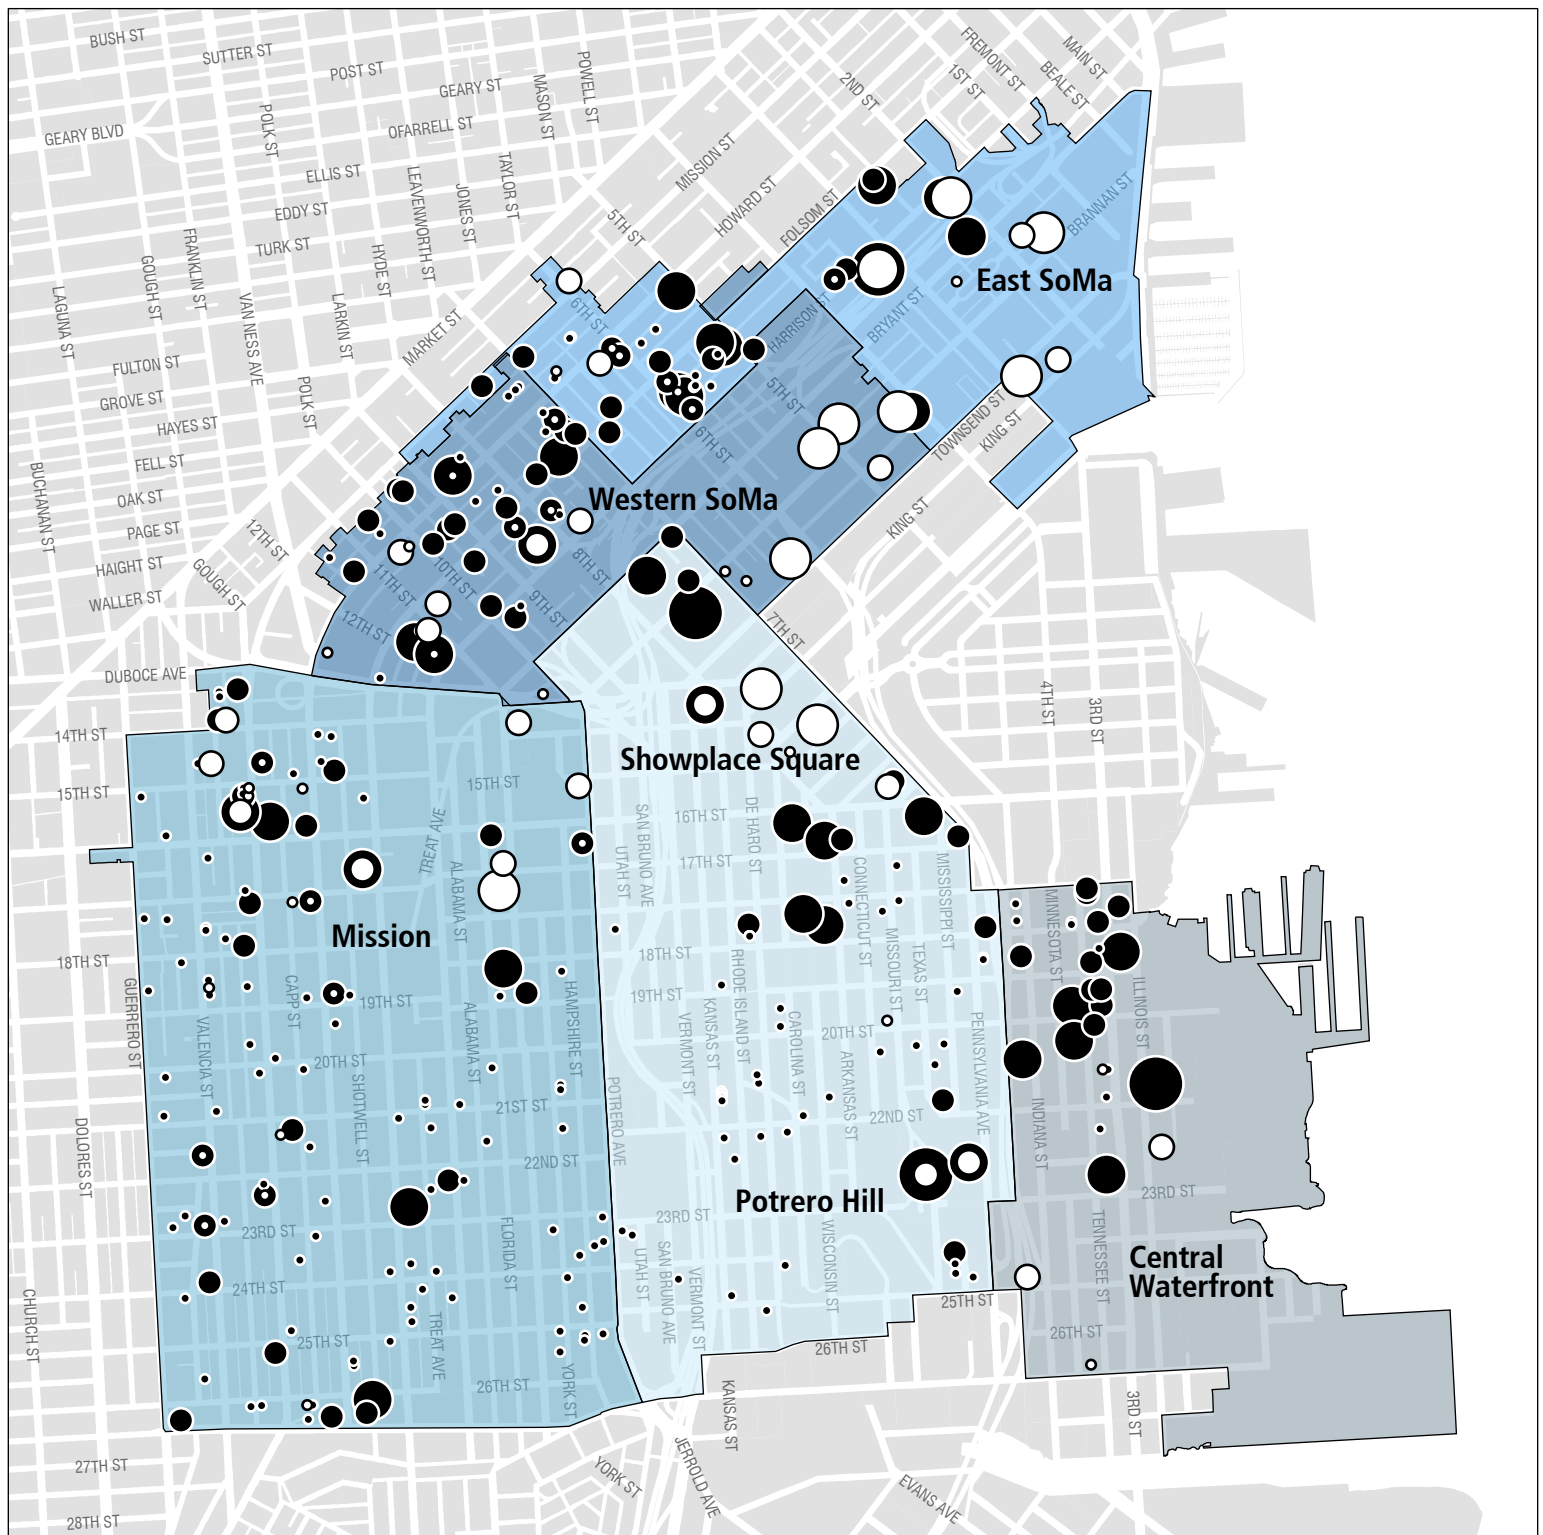 BUSH ST
SUTTER ST
POST ST
GEARY ST
MASON ST
POWELL ST
2ND ST
1ST ST
FREMONT ST
BEALE ST
MAIN ST
GEARY BLVD
POLK ST
OFARRELL ST
ELLIS ST
LEAVENWORTH ST
JONES ST
TAYLOR ST
MISSION ST
HOWARD ST
FOLSOM ST
BRANNAN ST
EDDY ST
TURK ST
HYDE ST
5TH ST
GOUGH ST
FRANKLIN ST
VAN NESS AVE
LARKIN ST
LAGUNA ST
MARKET ST
6TH ST
HARRISON ST
BRYANT ST
East SoMa
FULTON ST
GROVE ST
HAYES ST
POLK ST
5TH ST
TOWNSEND ST
KING ST
FELL ST
OAK ST
PAGE ST
HAIGHT ST
WALLER ST
BUCHANAN ST
12TH ST
GOUGH ST
6TH ST
Western SoMa
KING ST
11TH ST
10TH ST
9TH ST
8TH ST
12TH ST
7TH ST
DUBOCE AVE
14TH ST
15TH ST
15TH ST
4TH ST
3RD ST
Showplace Square
TREAT AVE
ALABAMA ST
SAN BRUNO AVE
UTAH ST
16TH ST
17TH ST
DE HARO ST
CONNECTICUT ST
MISSISSIPPI ST
MINNESOTA ST
Mission
18TH ST
18TH ST
GUERRERO ST
CAPP ST
19TH ST
HAMPSHIRE ST
19TH ST
RHODE ISLAND ST
MISSOURI ST
TEXAS ST
ILLINOIS ST
VALENCIA ST
20TH ST
SHOTWELL ST
ALABAMA ST
VERMONT ST
KANSAS ST
CAROLINA ST
20TH ST
ARKANSAS ST
PENNSYLVANIA AVE
DOLORES ST
21ST ST
22ND ST
POTRERO AVE
22ND ST
INDIANA ST
Potrero Hill
23RD ST
23RD ST
FLORIDA ST
23RD ST
WISCONSIN ST
TENNESSEE ST
Central
Waterfront
24TH ST
UTAH ST
SAN BRUNO AVE
VERMONT ST
25TH ST
CHURCH ST
25TH ST
TREAT AVE
26TH ST
26TH ST
26TH ST
YORK ST
KANSAS ST
3RD ST
27TH ST
YORK ST
JERROLD AVE
EVANS AVE
28TH ST